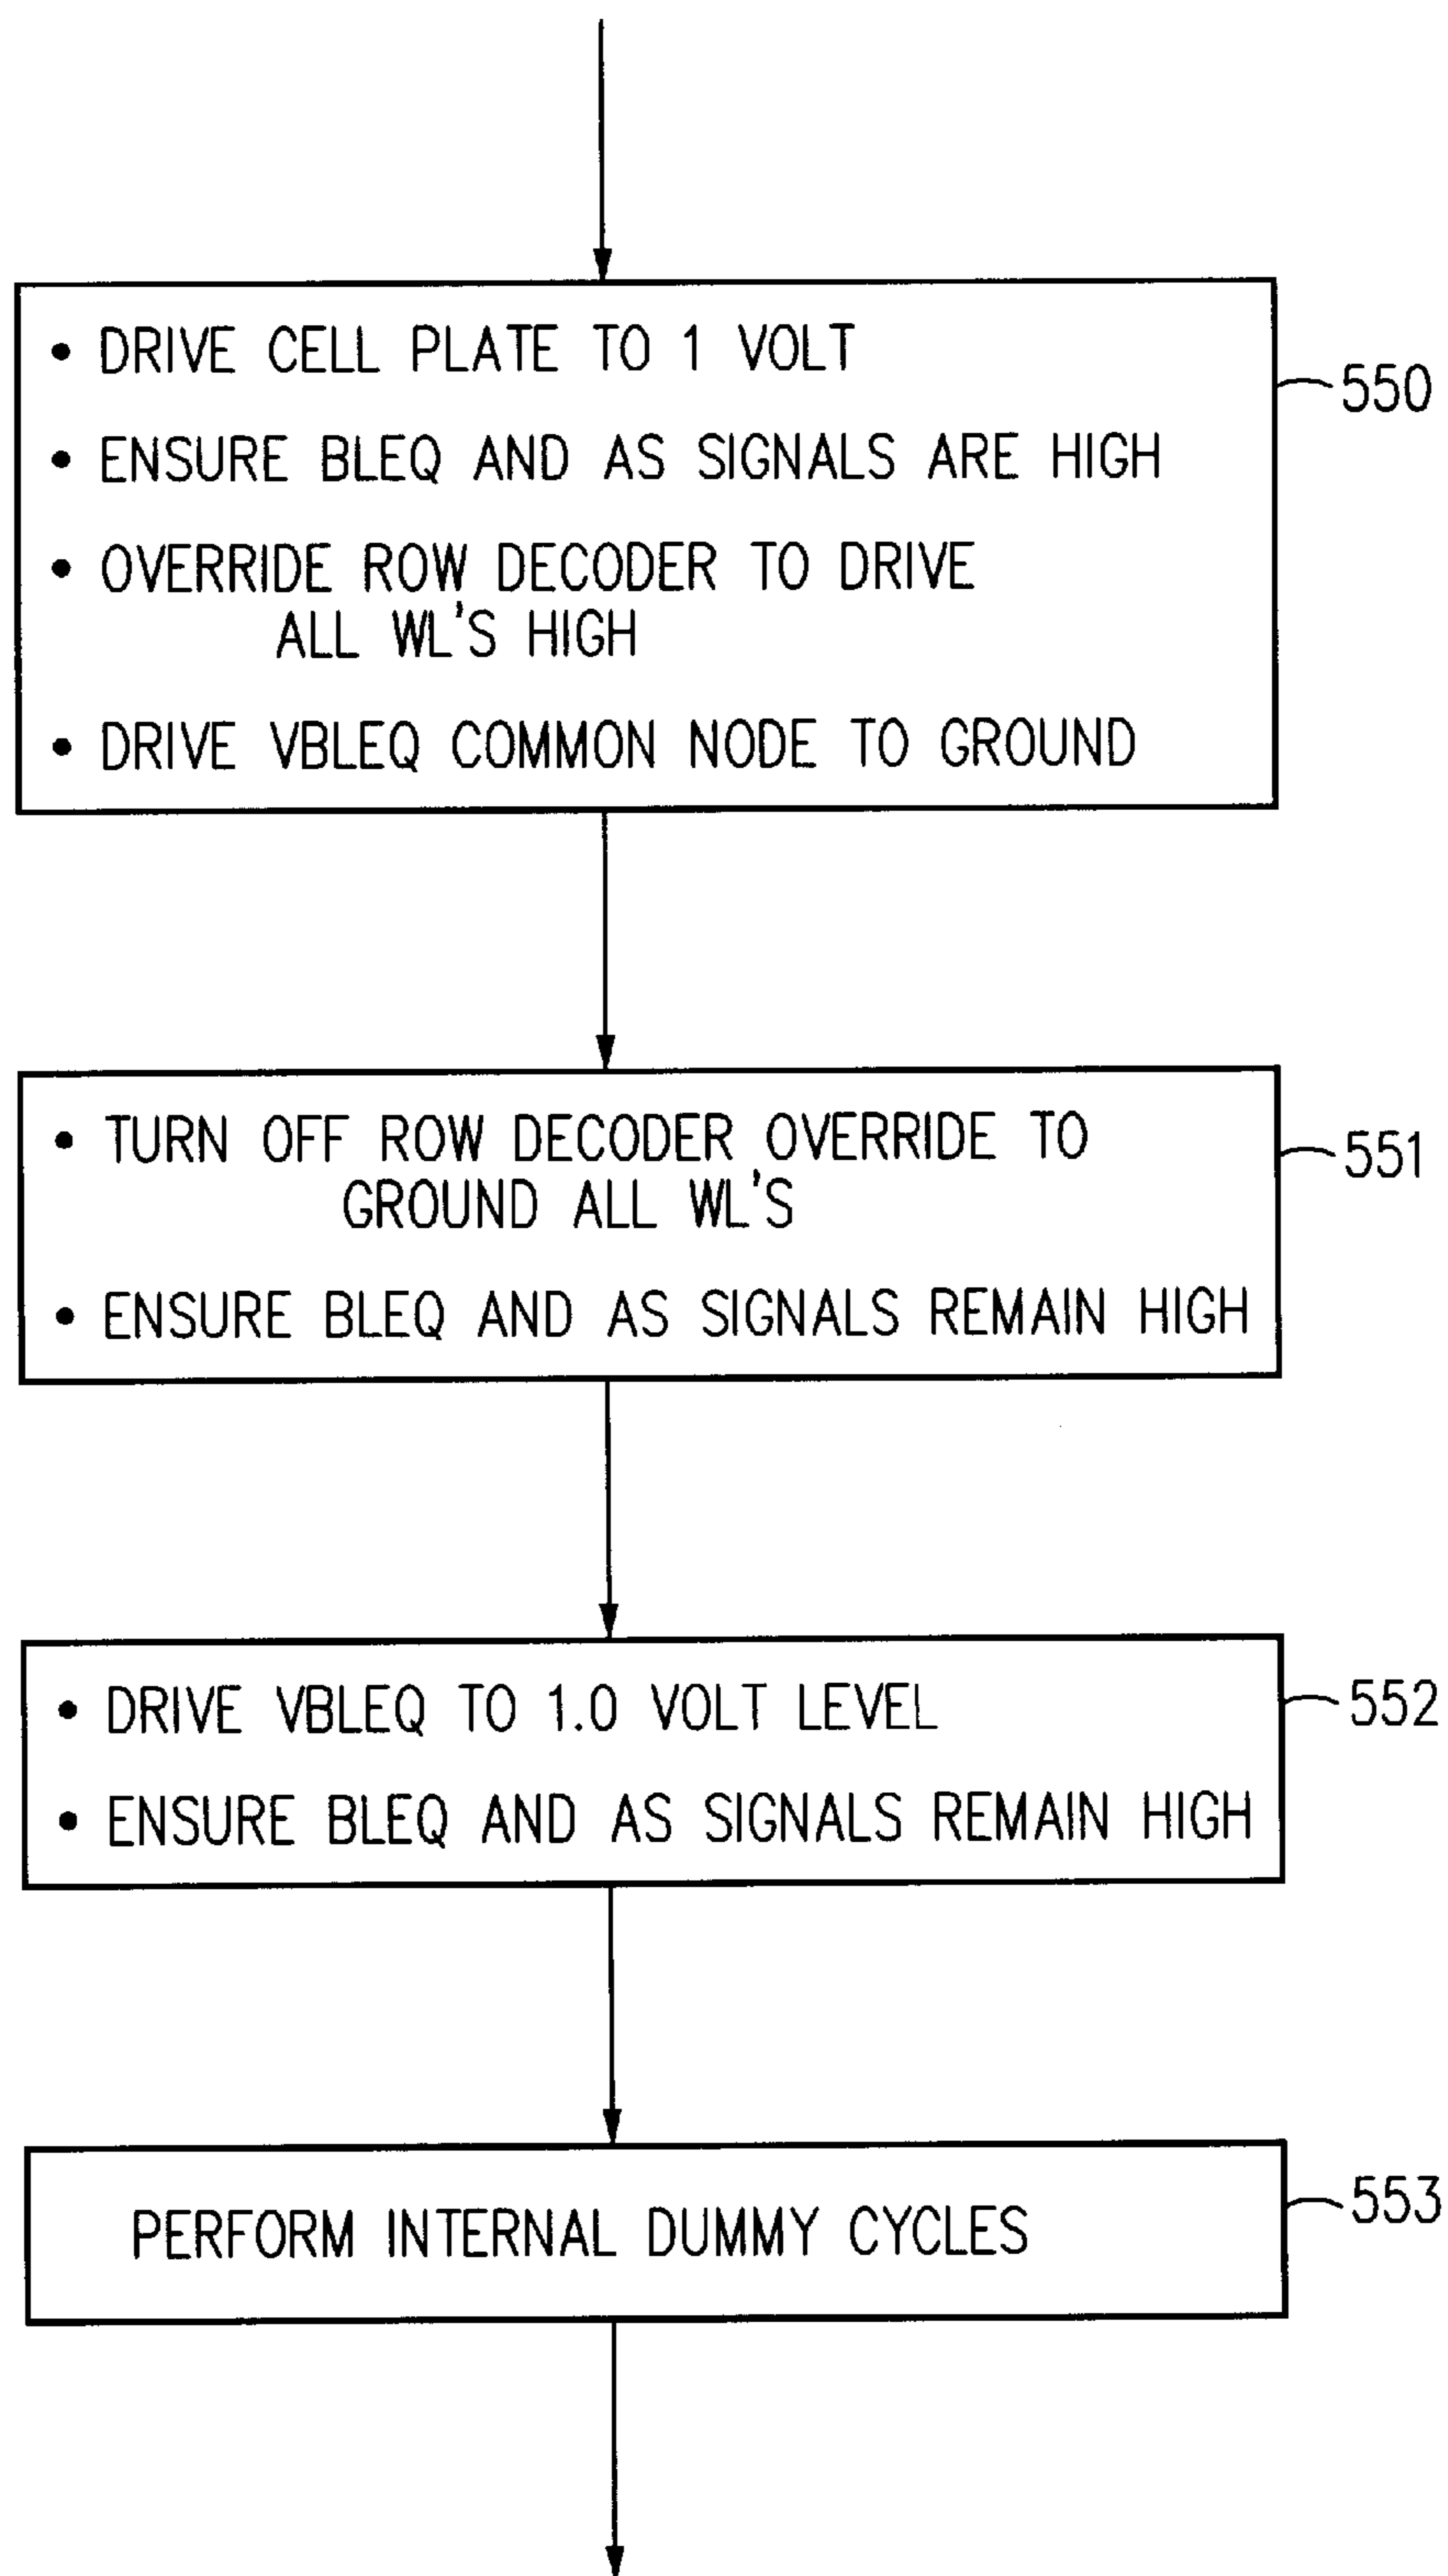 • DRIVE CELL PLATE TO 1 VOLT
• ENSURE BLEQ AND AS SIGNALS ARE HIGH
• OVERRIDE ROW DECODER TO DRIVE
ALL WL'S HIGH
• DRIVE VBLEQ COMMON NODE TO GROUND
550
• TURN OFF ROW DECODER OVERRIDE TO
GROUND ALL WL'S
• ENSURE BLEQ AND AS SIGNALS REMAIN HIGH
551
• DRIVE VBLEQ TO 1.0 VOLT LEVEL
• ENSURE BLEQ AND AS SIGNALS REMAIN HIGH
552
PERFORM INTERNAL DUMMY CYCLES
553